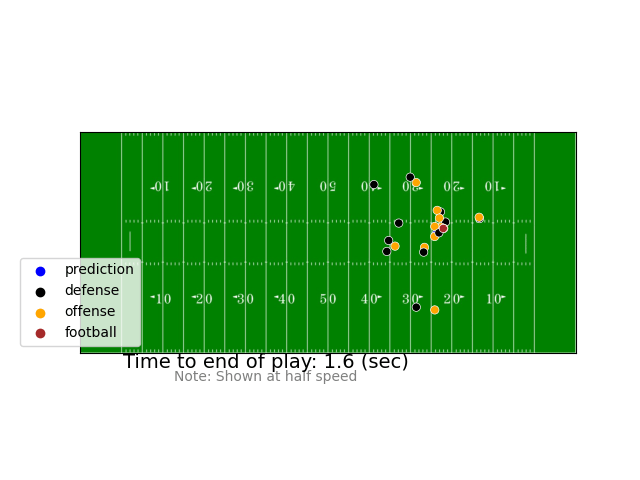 10 20 30 40 50 40 30 20 10
10 20 30 40 50 40 30 20 10
prediction
defense
offense
football
Time to end of play: 1.6 (sec)
Note: Shown at half speed